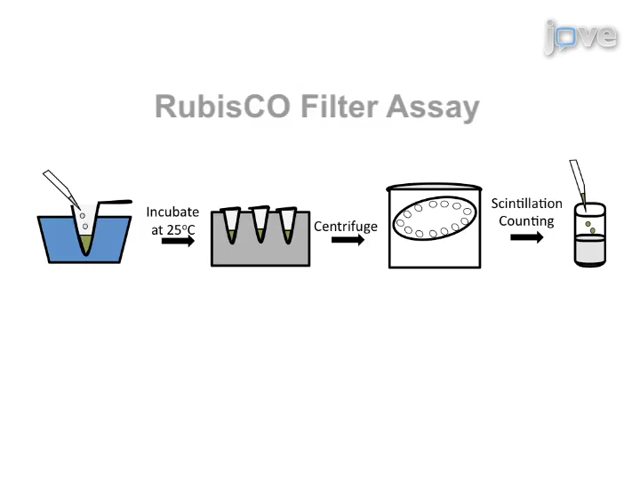 jove
RubisCO Filter Assay
Incubate
at 25°C
Centrifuge
Scintillation
Counting